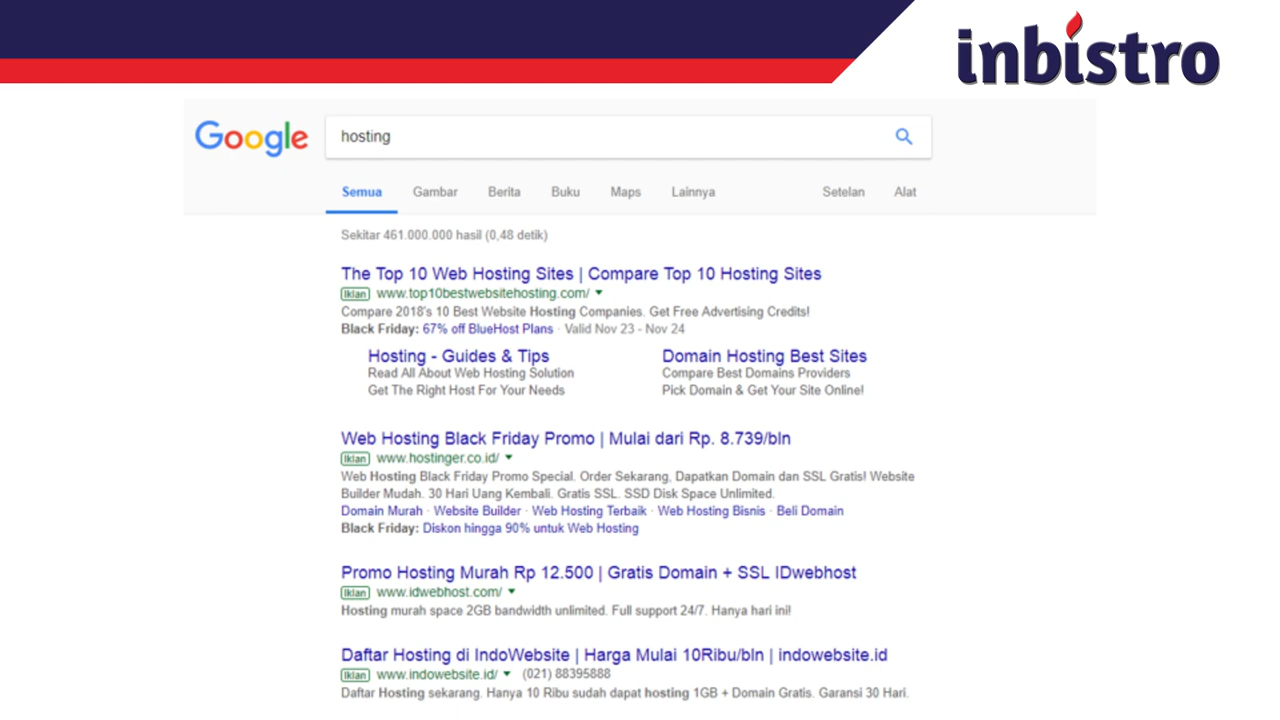 inbistro
Google
hosting
Semua Gambar Berita Buku Maps Lainnya Setelan Alat
Sekitar 461.000.000 hasil (0,48 detik)
The Top 10 Web Hosting Sites | Compare Top 10 Hosting Sites
Iklan www.top10bestwebsitehosting.com/
Compare 2018's 10 Best Website Hosting Companies. Get Free Advertising Credits!
Black Friday: 67% off BlueHost Plans · Valid Nov 23 - Nov 24
Hosting - Guides & Tips
Read All About Web Hosting Solution
Get The Right Host For Your Needs
Domain Hosting Best Sites
Compare Best Domains Providers
Pick Domain & Get Your Site Online!
Web Hosting Black Friday Promo | Mulai dari Rp. 8.739/bln
Iklan www.hostinger.co.id/
Web Hosting Black Friday Promo Special. Order Sekarang, Dapatkan Domain dan SSL Gratis! Website
Builder Mudah. 30 Hari Uang Kembali. Gratis SSL. SSD Disk Space Unlimited.
Domain Murah · Website Builder · Web Hosting Terbaik · Web Hosting Bisnis · Beli Domain
Black Friday: Diskon hingga 90% untuk Web Hosting
Promo Hosting Murah Rp 12.500 | Gratis Domain + SSL IDwebhost
Iklan www.idwebhost.com/
Hosting murah space 2GB bandwidth unlimited. Full support 24/7. Hanya hari ini!
Daftar Hosting di IndoWebsite | Harga Mulai 10Ribu/bln | indowebsite.id
Iklan www.indowebsite.id/ (021) 88395888
Daftar Hosting sekarang. Hanya 10 Ribu sudah dapat hosting 1GB + Domain Gratis. Garansi 30 Hari.